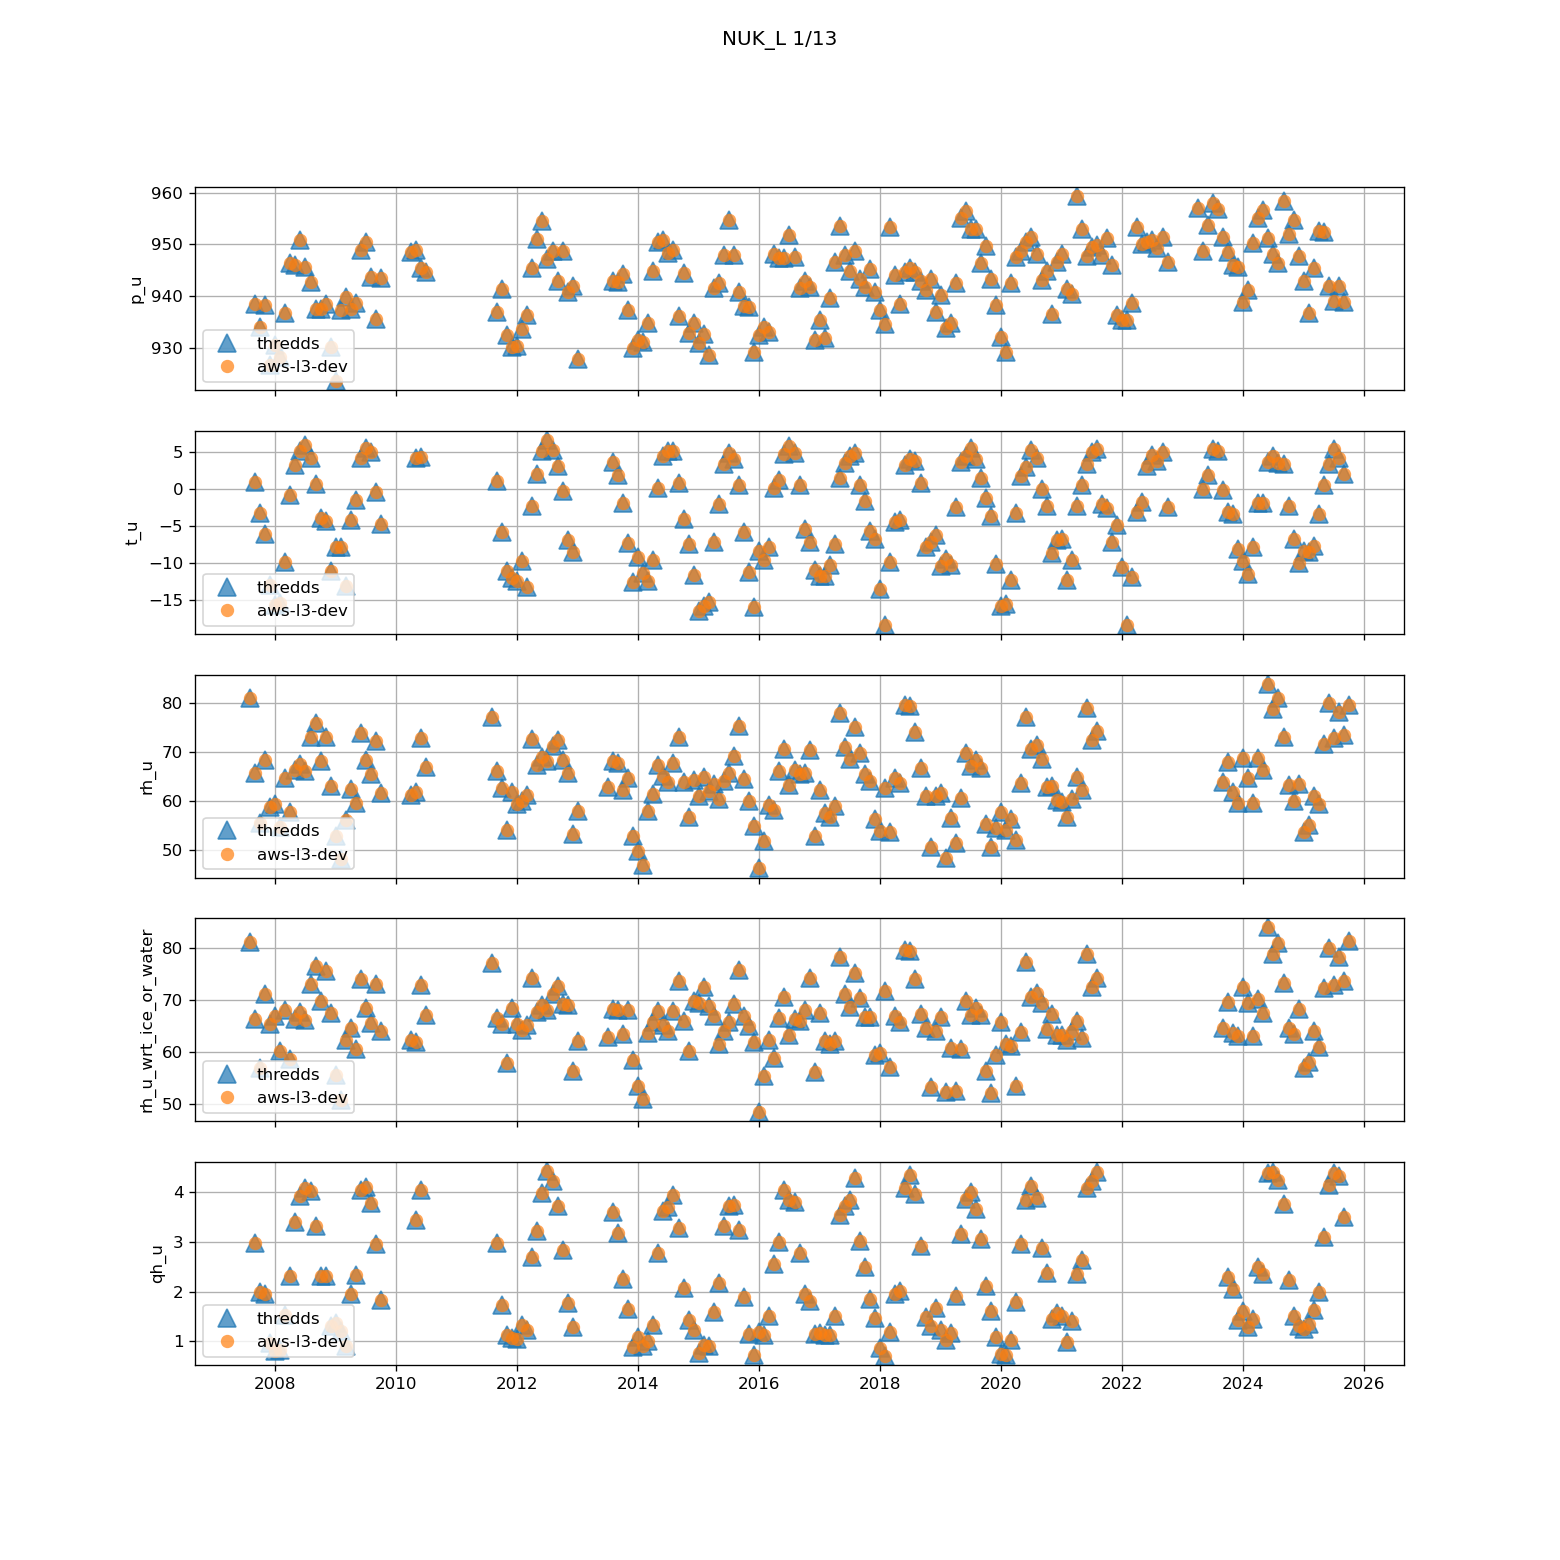 NUK_L 1/13
960
950
940
930
p_u
thredds
aws-l3-dev
5
0
−5
−10
−15
t_u
thredds
aws-l3-dev
80
70
60
50
rh_u
thredds
aws-l3-dev
80
70
60
50
rh_u_wrt_ice_or_water
thredds
aws-l3-dev
4
3
2
1
qh_u
thredds
aws-l3-dev
2008 2010 2012 2014 2016 2018 2020 2022 2024 2026